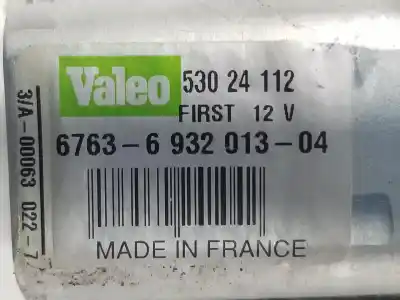 Valeo 530 24 112
FIRST 12 V
6763-6 932 013-04
MADE IN FRANCE
3/A-00063 022-7